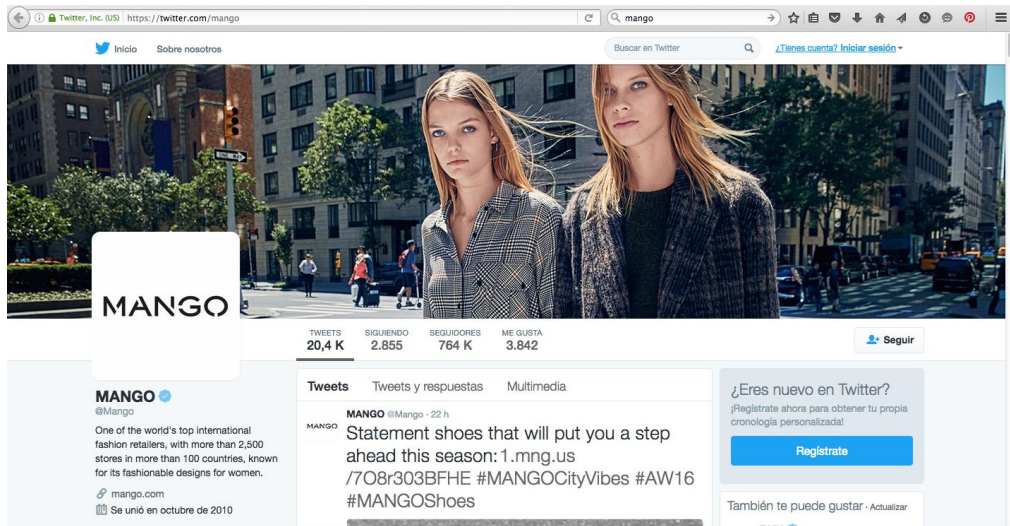 Twitter, Inc. (US) https://twitter.com/mango
mango
Inicio Sobre nosotros
Buscar en Twitter
¿Tienes cuenta? Iniciar sesión
MANGO
TWEETS SIGUIENDO SEGUIDORES ME GUSTA
20,4 K 2.855 764 K 3.842
Seguir
MANGO
@Mango
One of the world's top international
fashion retailers, with more than 2,500
stores in more than 100 countries, known
for its fashionable designs for women.
mango.com
Se unió en octubre de 2010
Tweets Tweets y respuestas Multimedia
MANGO
MANGO @Mango · 22 h
Statement shoes that will put you a step
ahead this season: 1.mng.us
/7O8r303BFHE #MANGOCityVibes #AW16
#MANGOShoes
¿Eres nuevo en Twitter?
¡Regístrate ahora para obtener tu propia
cronología personalizada!
Regístrate
También te puede gustar · Actualizar